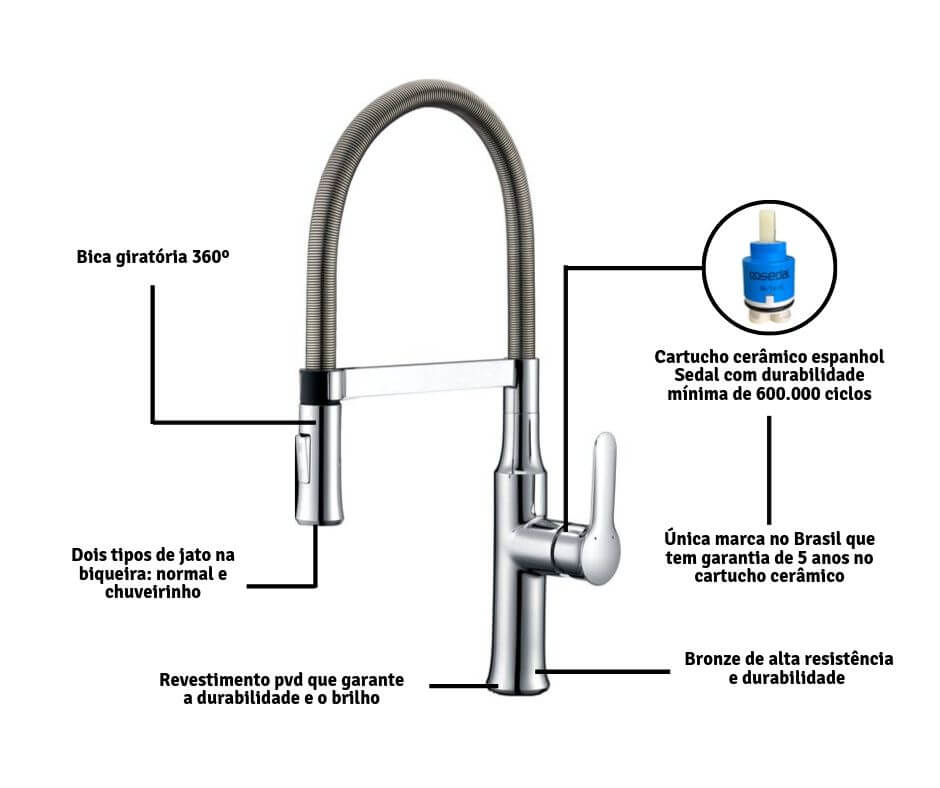 Bica giratória 360º
Cartucho cerâmico espanhol
Sedal com durabilidade
mínima de 600.000 ciclos
Dois tipos de jato na
biqueira: normal e
chuveirinho
Única marca no Brasil que
tem garantia de 5 anos no
cartucho cerâmico
Revestimento pvd que garante
a durabilidade e o brilho
Bronze de alta resistência
e durabilidade